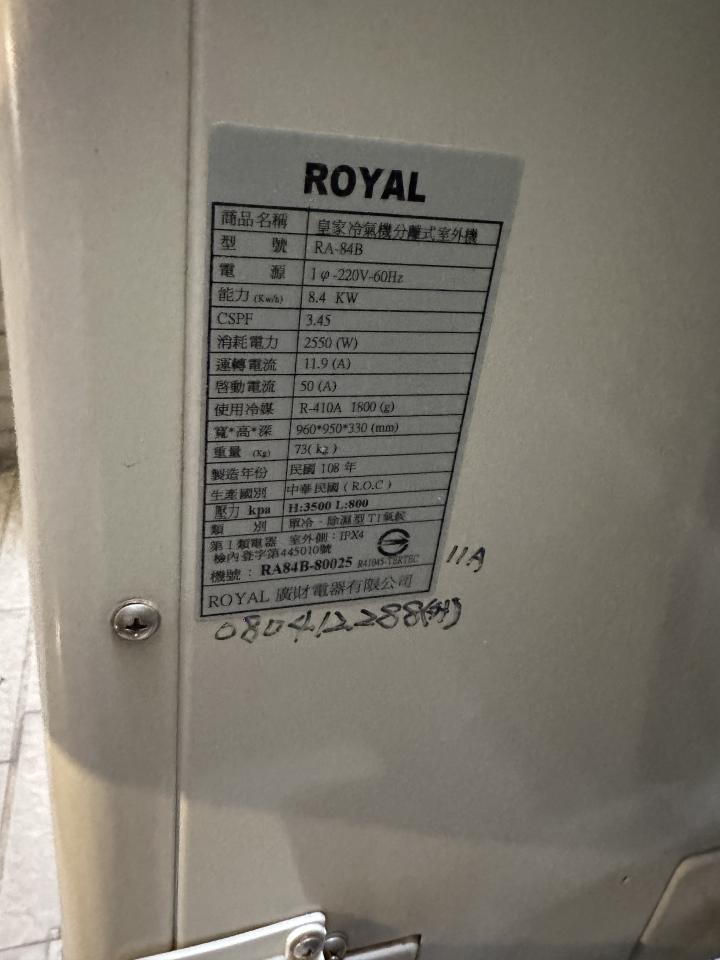 ROYAL
商品名稱 皇家冷氣機分離式室外機
型 號 RA-84B
電 源 1φ-220V-60Hz
能力 (Kw/h) 8.4 KW
CSPF 3.45
消耗電力 2550 (W)
運轉電流 11.9 (A)
啓動電流 50 (A)
使用冷媒 R-410A 1800 (g)
寬*高*深 960*950*330 (mm)
重量 (Kg) 73( kg )
製造年份 民國 108 年
生產國別 中華民國 ( R.O.C )
壓力 kpa H:3500 L:800
類 別 單冷、除濕型 T1氣候
第 I 類電器 室外側：IPX4
檢內登字第445010號
機號： RA84B-80025 R41045-TERTEC
ROYAL 廣財電器有限公司
11A
080412288